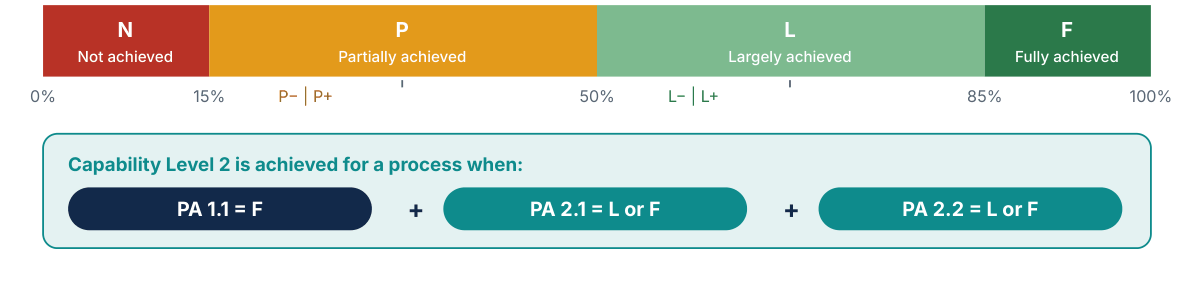 N
Not achieved
P
Partially achieved
L
Largely achieved
F
Fully achieved
0%
15%
P− | P+
50%
L− | L+
85%
100%
Capability Level 2 is achieved for a process when:
PA 1.1 = F + PA 2.1 = L or F + PA 2.2 = L or F